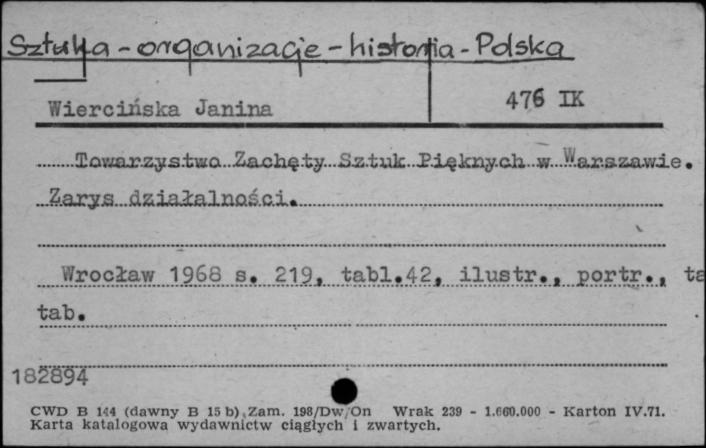 Sztuka - organizacje - historia - Polska
Wiercińska Janina 476 IK
Towarzystwo Zachęty Sztuk Pięknych w Warszawie.
Zarys działalności.
Wrocław 1968 s. 219, tabl.42, ilustr., portr., ta
tab.
182894
CWD B 144 (dawny B 15 b) Zam. 198/Dw/On Wrak 239 - 1.660.000 - Karton IV.71.
Karta katalogowa wydawnictw ciągłych i zwartych.